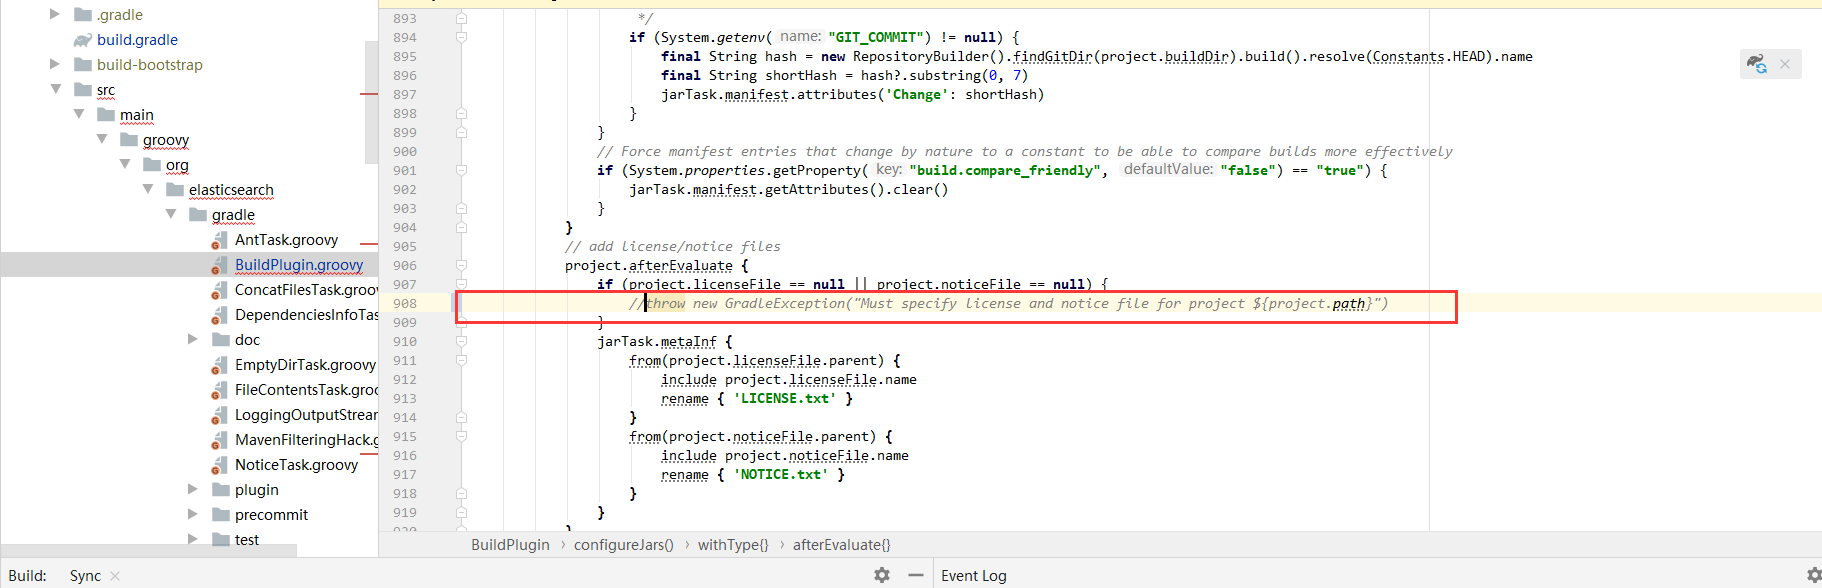 .gradle
build.gradle
build-bootstrap
src
main
groovy
org
elasticsearch
gradle
AntTask.groovy
BuildPlugin.groovy
ConcatFilesTask.groov
DependenciesInfoTas
doc
EmptyDirTask.groovy
FileContentsTask.groo
LoggingOutputStrear
MavenFilteringHack.g
NoticeTask.groovy
plugin
precommit
test
893 */
894 if (System.getenv( name: "GIT_COMMIT") != null) {
895 final String hash = new RepositoryBuilder().findGitDir(project.buildDir).build().resolve(Constants.HEAD).name
896 final String shortHash = hash?.substring(0, 7)
897 jarTask.manifest.attributes('Change': shortHash)
898 }
899 }
900 // Force manifest entries that change by nature to a constant to be able to compare builds more effectively
901 if (System.properties.getProperty( key: "build.compare_friendly", defaultValue: "false") == "true") {
902 jarTask.manifest.getAttributes().clear()
903 }
904 }
905 // add license/notice files
906 project.afterEvaluate {
907 if (project.licenseFile == null || project.noticeFile == null) {
908 //throw new GradleException("Must specify license and notice file for project ${project.path}")
909 }
910 jarTask.metaInf {
911 from(project.licenseFile.parent) {
912 include project.licenseFile.name
913 rename { 'LICENSE.txt' }
914 }
915 from(project.noticeFile.parent) {
916 include project.noticeFile.name
917 rename { 'NOTICE.txt' }
918 }
919 }
920 }
BuildPlugin › configureJars() › withType{} › afterEvaluate{}
Build: Sync
Event Log